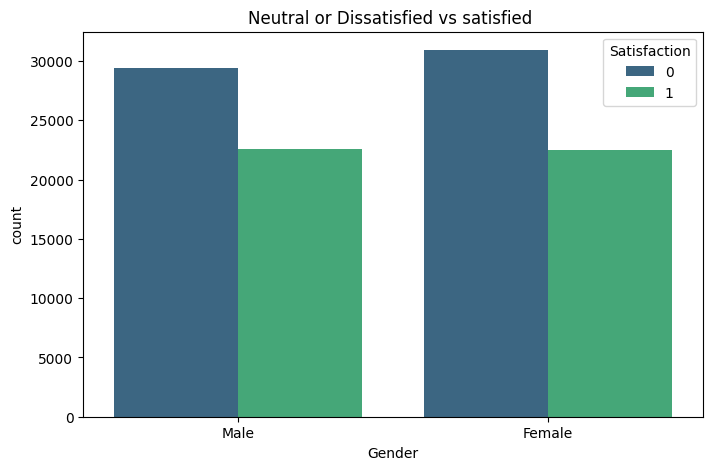 Neutral or Dissatisfied vs satisfied
Satisfaction
0
1
30000
25000
20000
15000
10000
5000
0
count
Male
Female
Gender